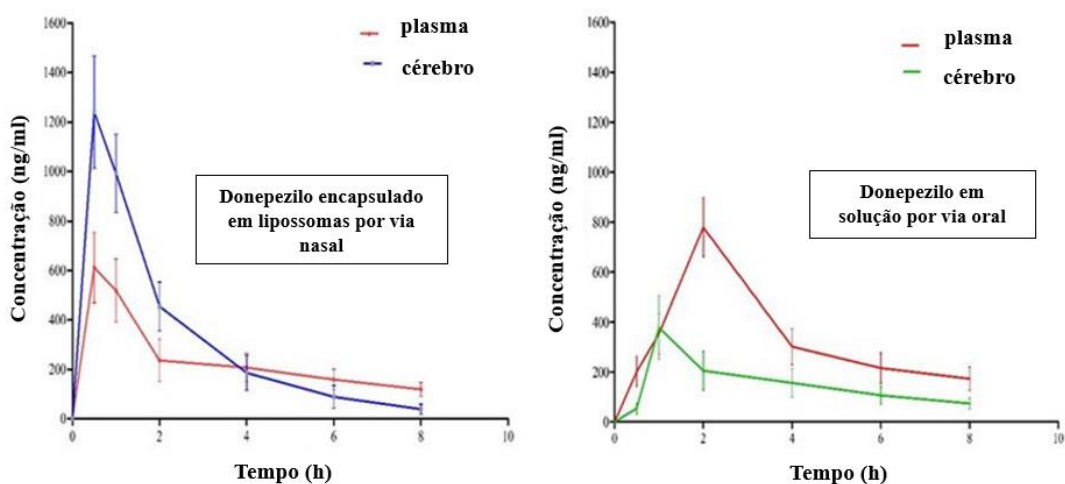 plasma
cérebro
Donepezilo encapsulado
em lipossomas por via
nasal
Concentração (ng/ml)
1600
1400
1200
1000
800
600
400
200
0
0 2 4 6 8 10
Tempo (h)
plasma
cérebro
Donepezilo em
solução por via oral
Concentração (ng/ml)
1600
1400
1200
1000
800
600
400
200
0
0 2 4 6 8 10
Tempo (h)